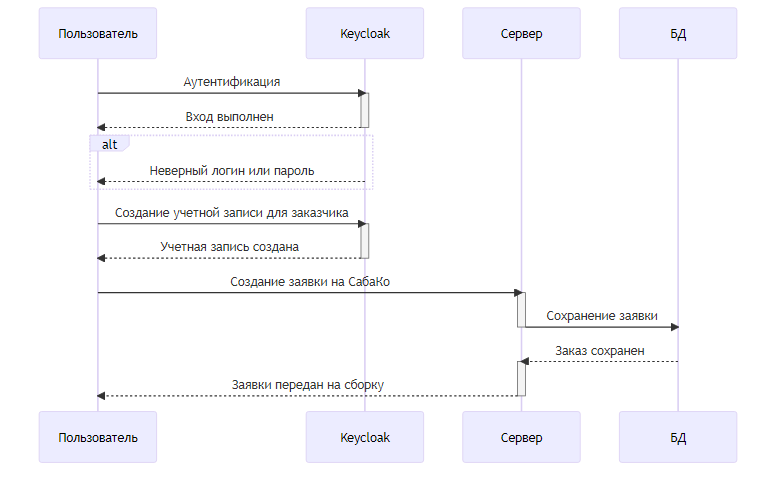 Пользователь
Keycloak
Сервер
БД
Аутентификация
Вход выполнен
alt
Неверный логин или пароль
Создание учетной записи для заказчика
Учетная запись создана
Создание заявки на СабаКо
Сохранение заявки
Заказ сохранен
Заявки передан на сборку
Пользователь
Keycloak
Сервер
БД